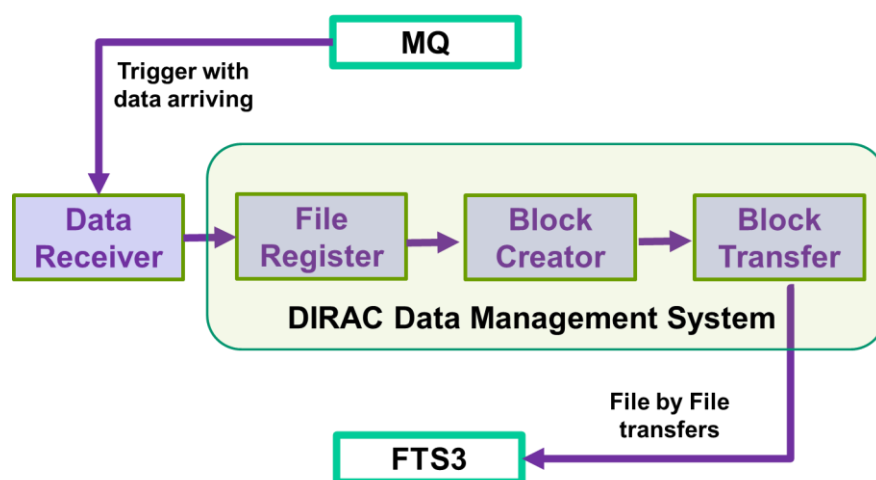 MQ
Trigger with
data arriving
Data
Receiver
File
Register
Block
Creator
Block
Transfer
DIRAC Data Management System
File by File
transfers
FTS3